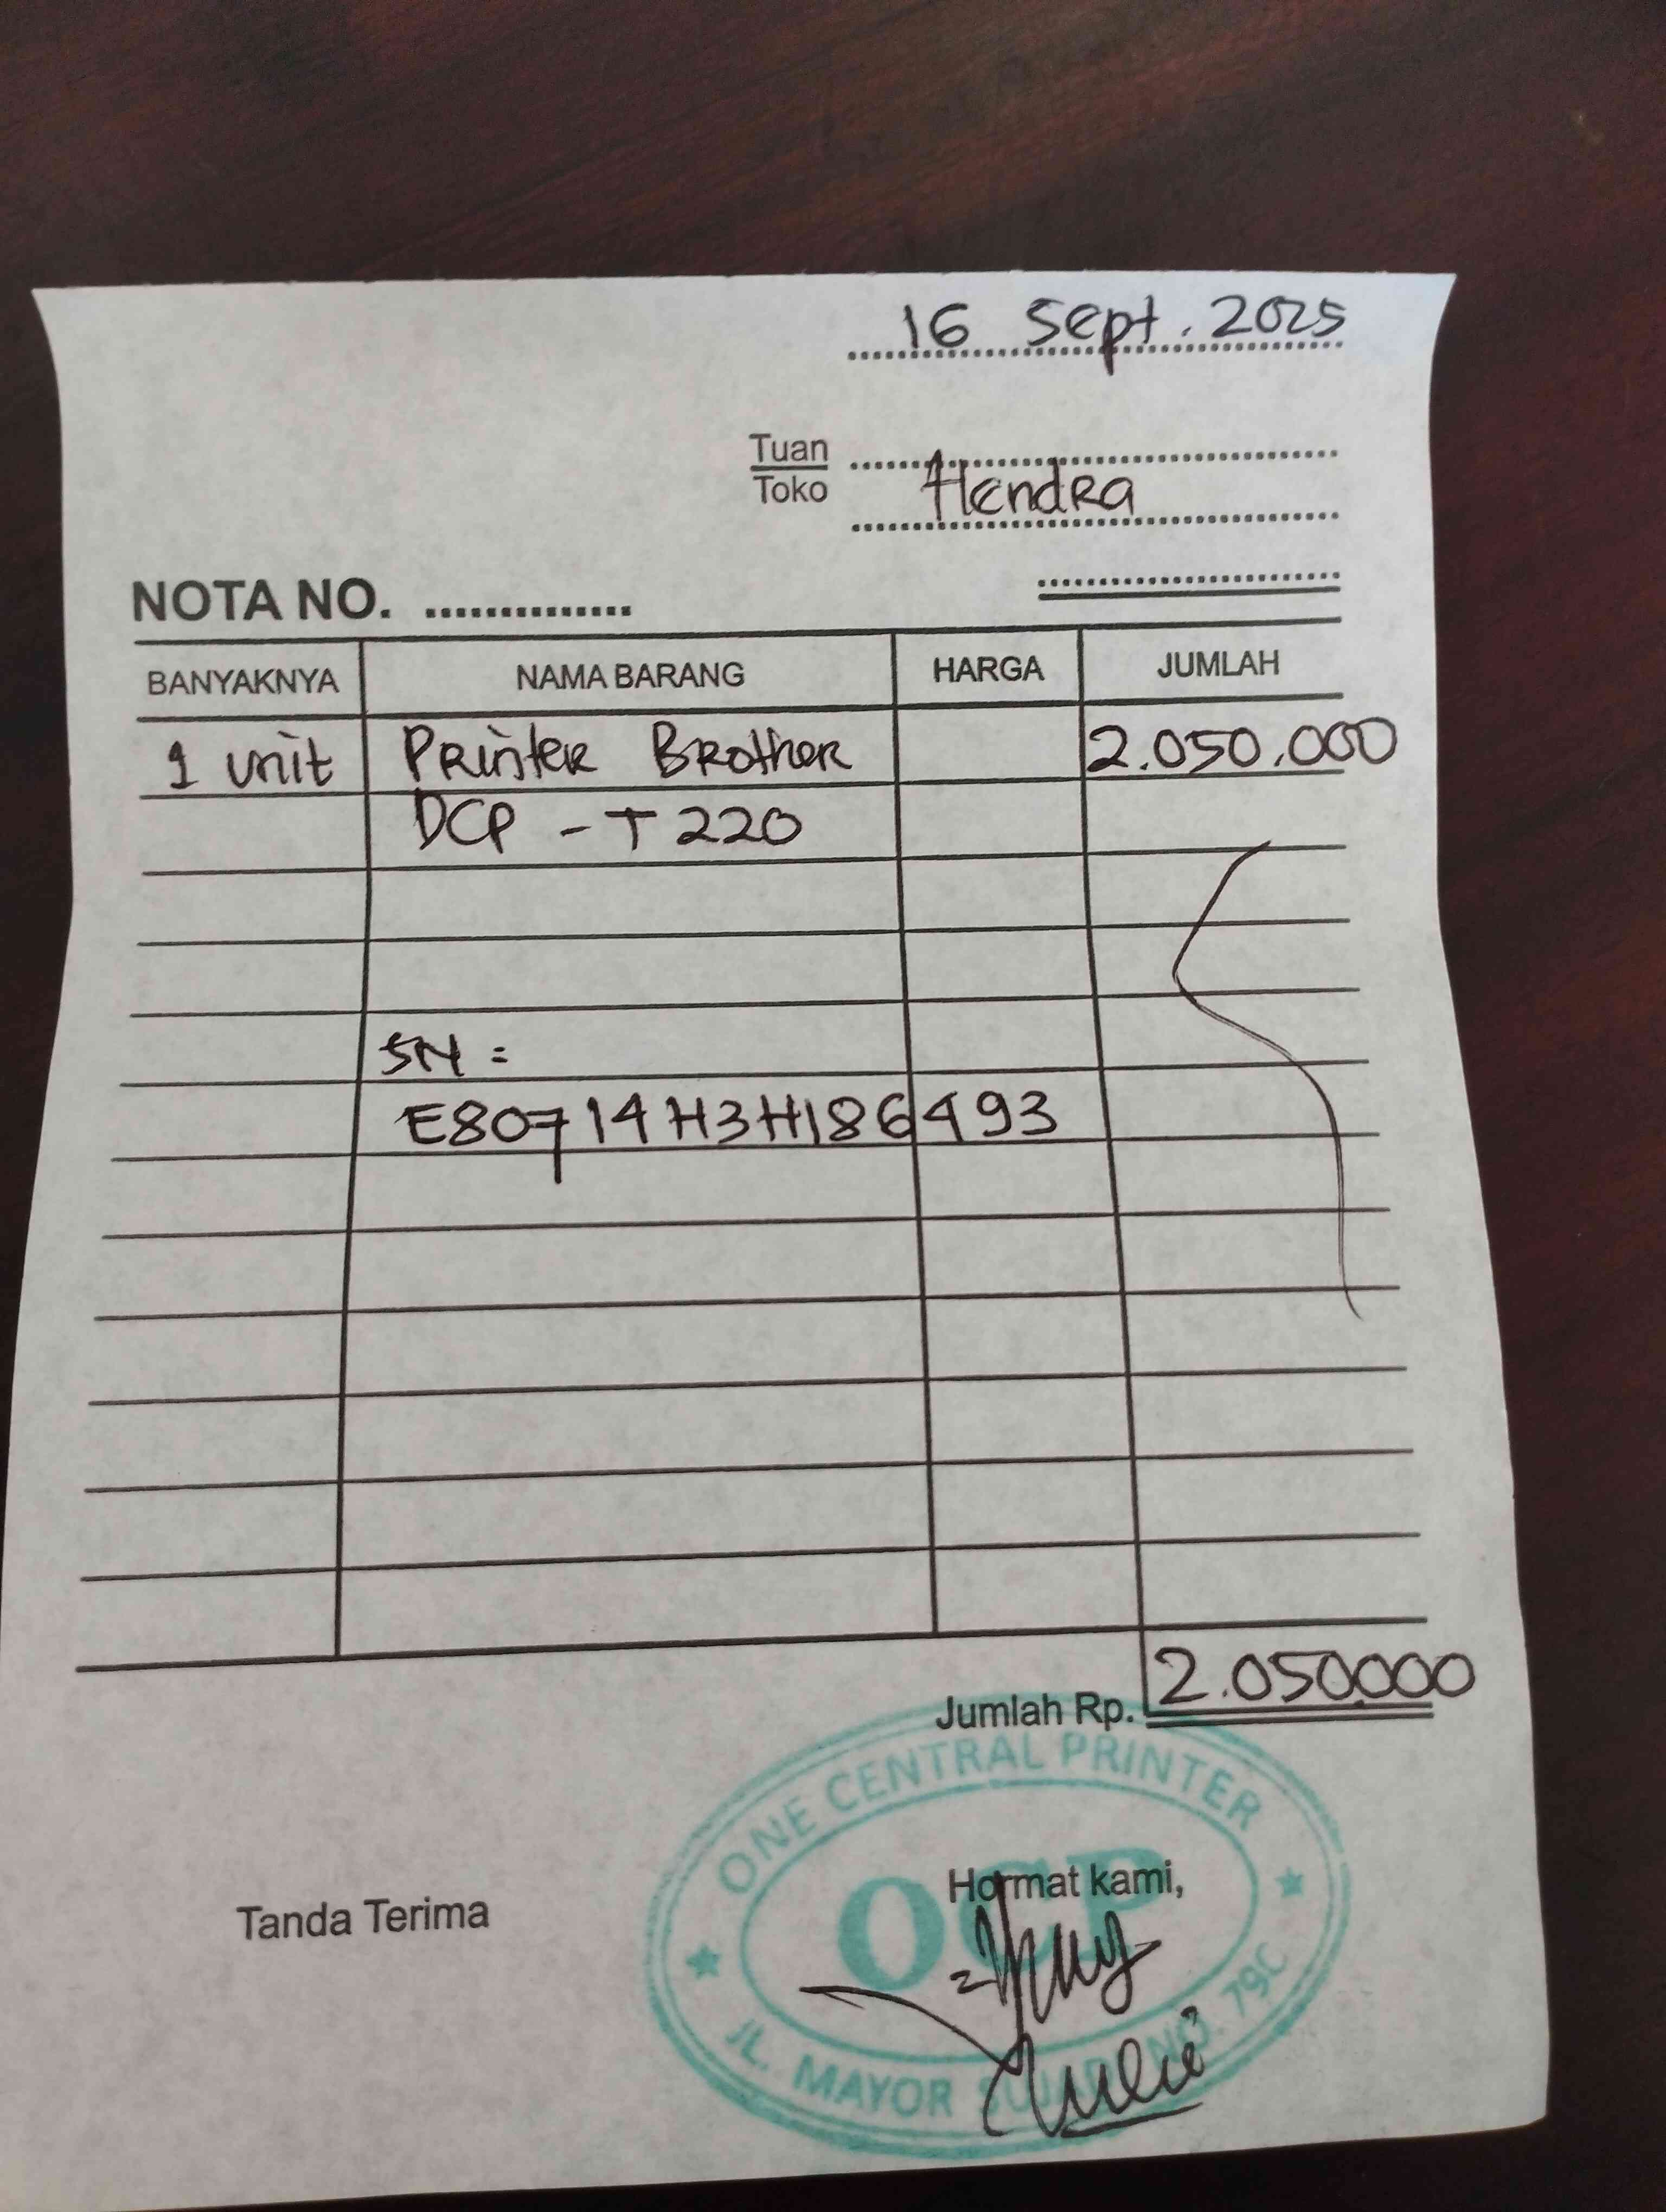 16 Sept. 2025
Tuan
Toko Hendra
NOTA NO. ..............
BANYAKNYA NAMA BARANG HARGA JUMLAH
1 unit Printer Brother 2.050.000
DCP - T220
SN =
E80714H3H186493
Jumlah Rp. 2.050.000
ONE CENTRAL PRINTER
OCP
Tanda Terima Hormat kami,
JL. MAYOR NO. 79C